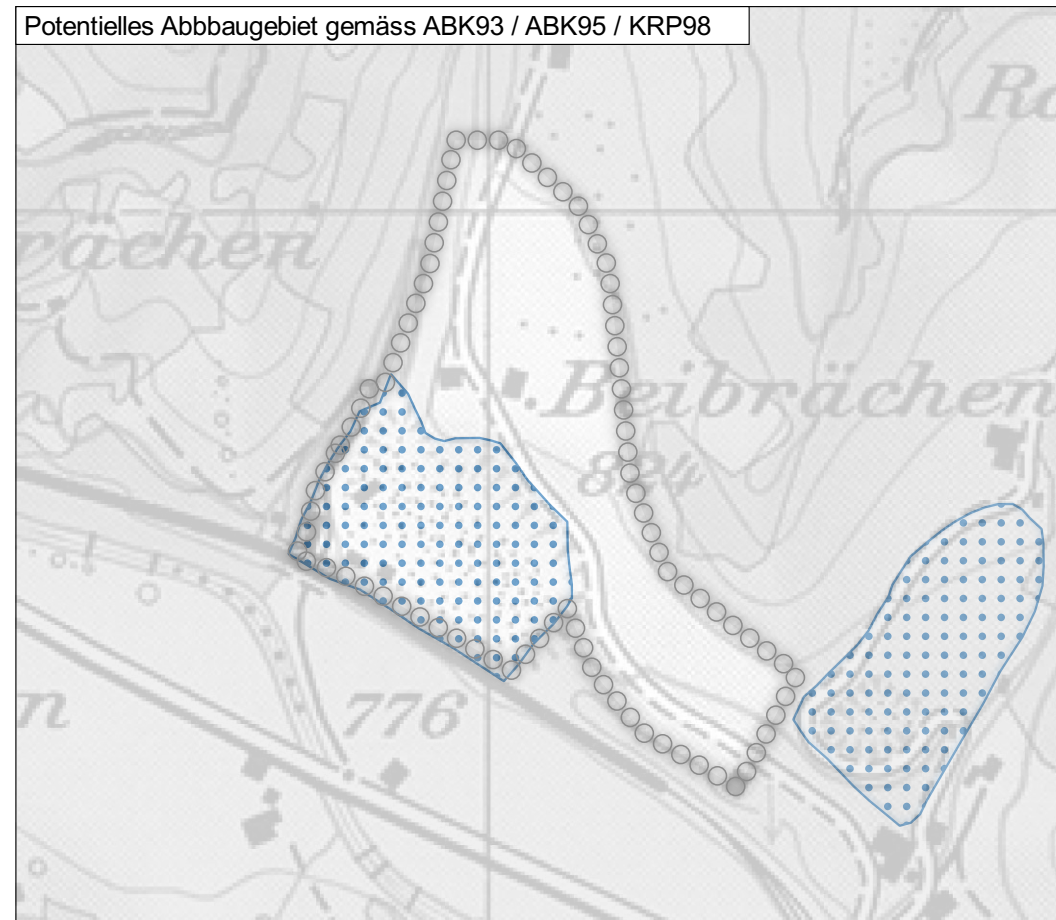 Potentielles Abbbaugebiet gemäss ABK93 / ABK95 / KRP98
Ro
rächen
Beibrächen
824
776
n